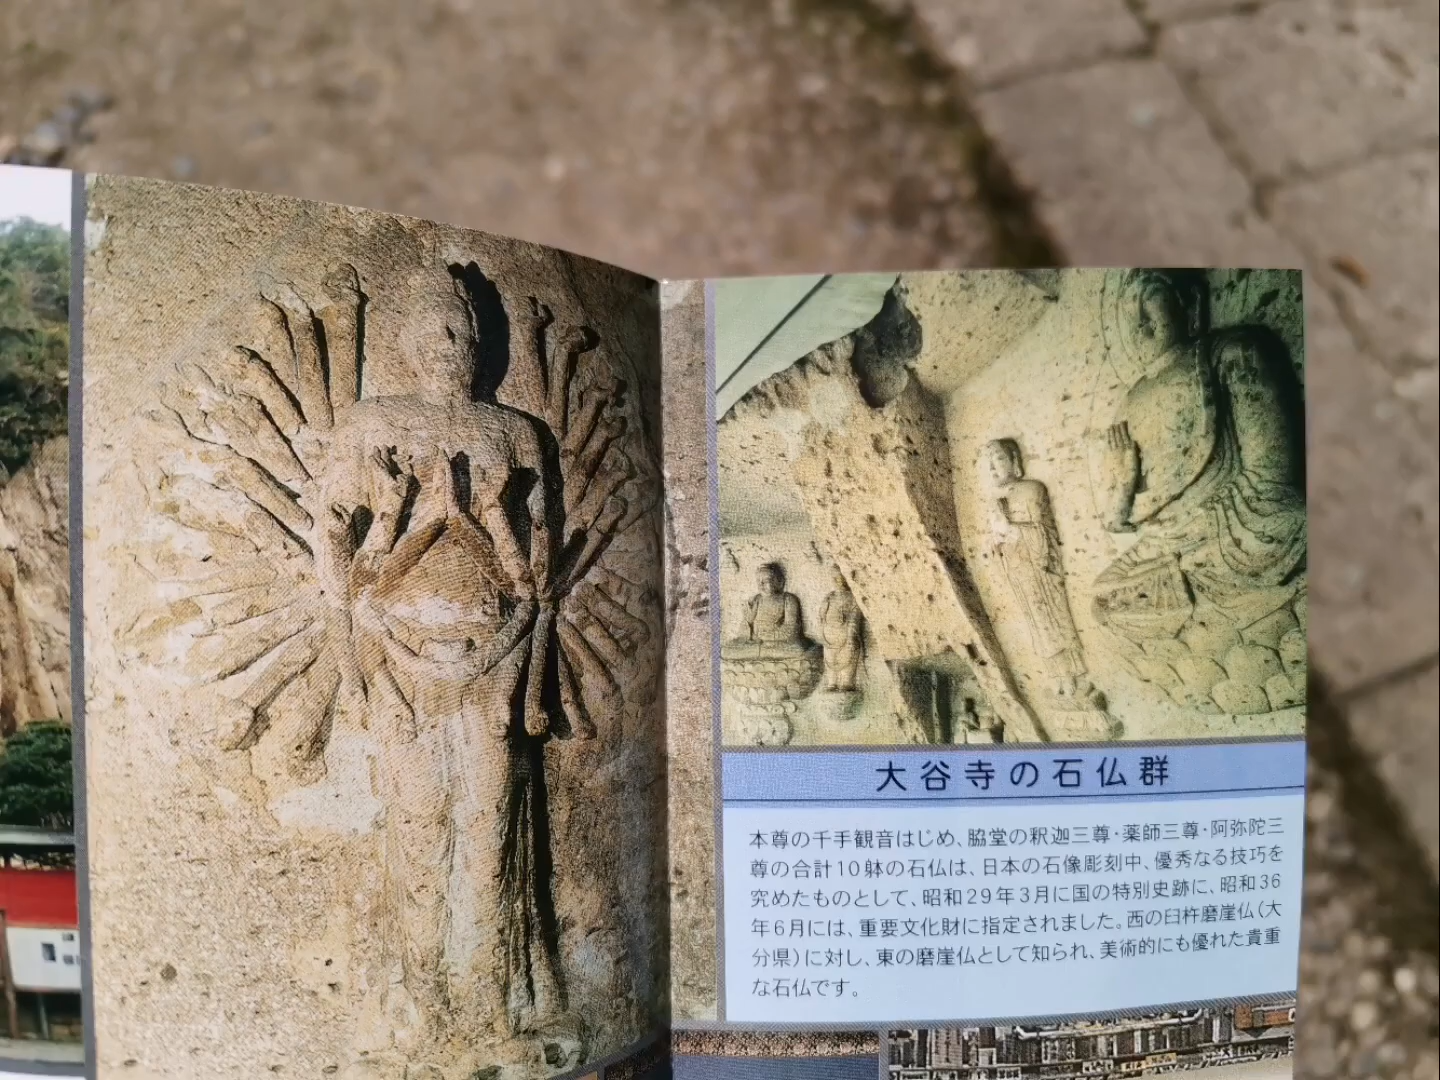 大谷寺の石仏群
本尊の千手観音はじめ、脇堂の釈迦三尊・薬師三尊・阿弥陀三
尊の合計10躰の石仏は、日本の石像彫刻中、優秀なる技巧を
究めたものとして、昭和29年3月に国の特別史跡に、昭和36
年6月には、重要文化財に指定されました。西の臼杵磨崖仏（大
分県）に対し、東の磨崖仏として知られ、美術的にも優れた貴重
な石仏です。